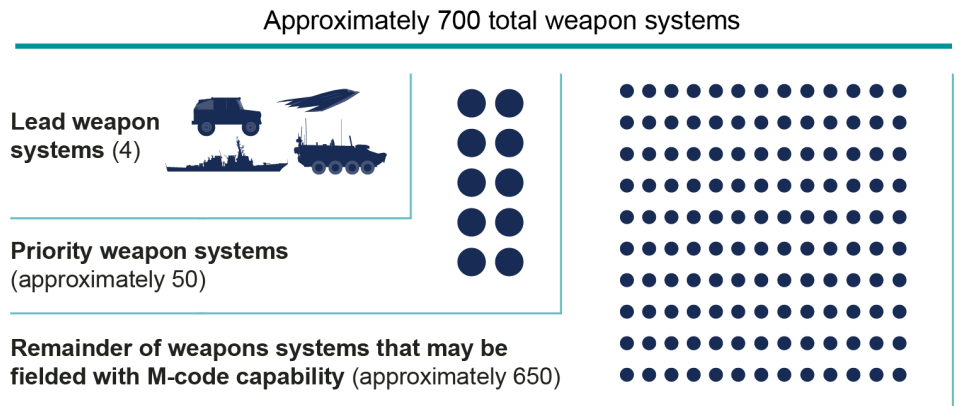 Approximately 700 total weapon systems
Lead weapon
systems (4)
Priority weapon systems
(approximately 50)
Remainder of weapons systems that may be
fielded with M-code capability (approximately 650)